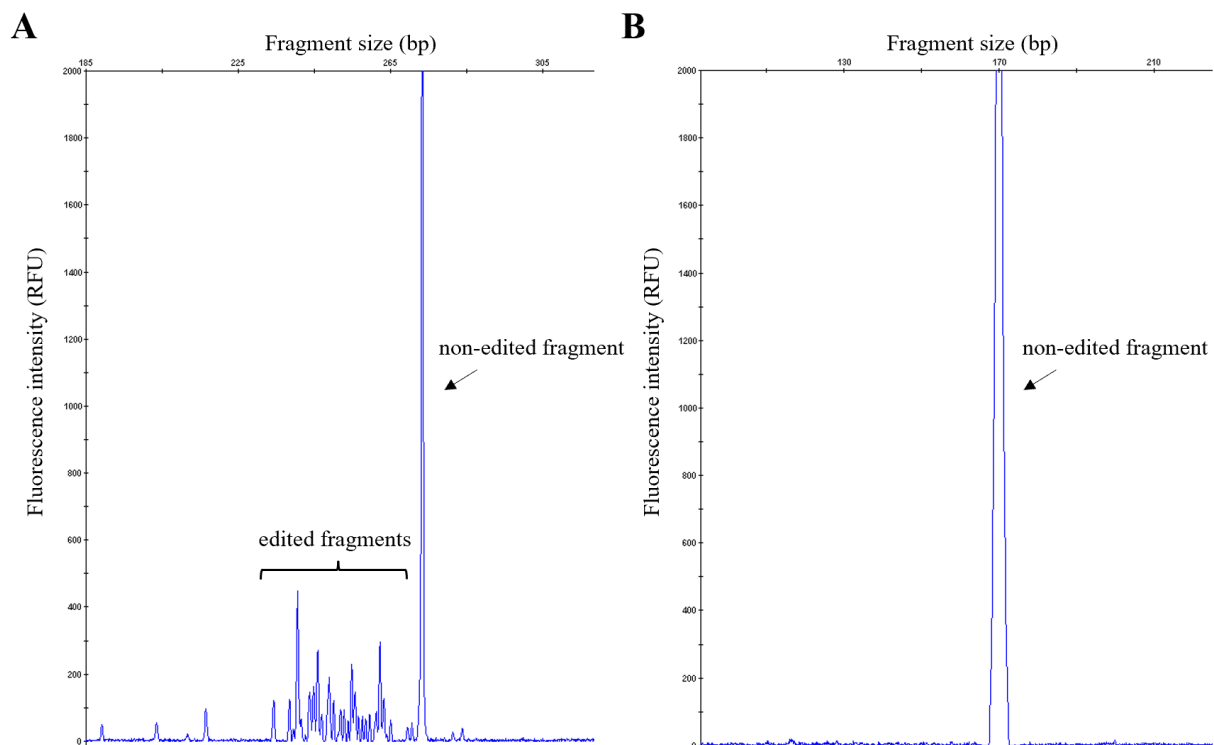 A
Fragment size (bp)
185 225 265 305
2000
1800
1600
1400
1200
1000
800
600
400
200
0
Fluorescence intensity (RFU)
non-edited fragment
edited fragments
B
Fragment size (bp)
130 170 210
2000
1800
1600
1400
1200
1000
800
600
400
200
0
Fluorescence intensity (RFU)
non-edited fragment